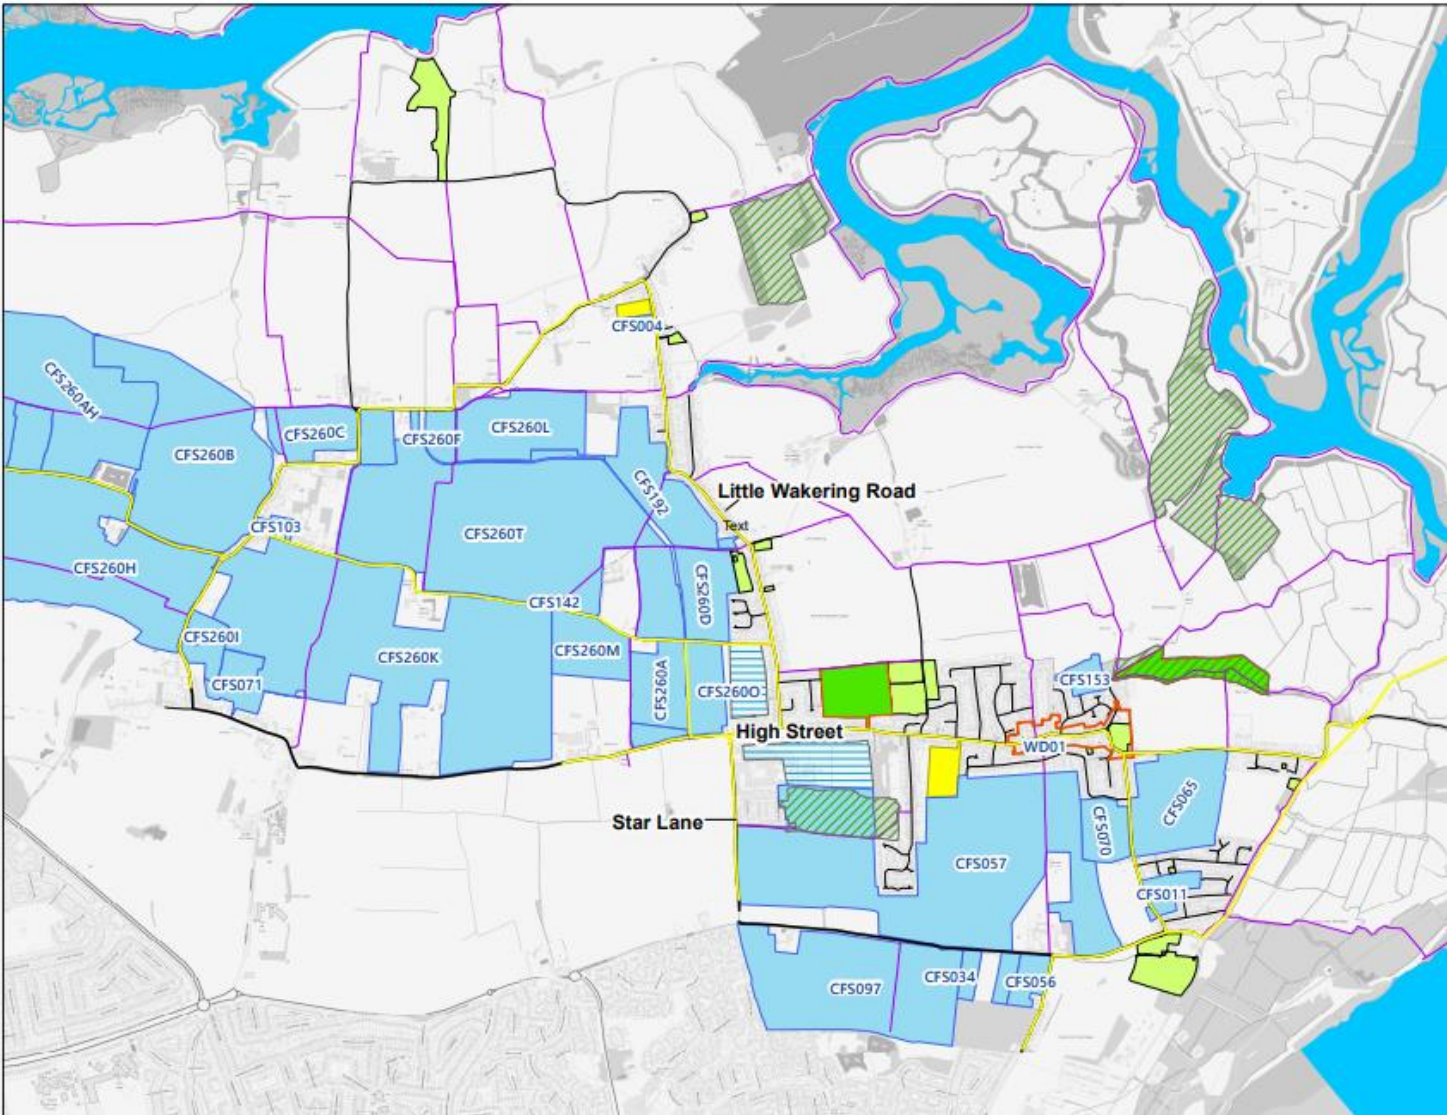 CFS004
CFS260AH
CFS260C
CFS260F
CFS260L
CFS260B
CFS192
Little Wakering Road
Text
CFS103
CFS260T
CFS260H
CFS142
CFS260D
CFS260I
CFS260K
CFS260M
CFS071
CFS260A
CFS260O
CFS153
High Street
WD01
Star Lane
CFS065
CFS070
CFS057
CFS011
CFS097
CFS034
CFS056